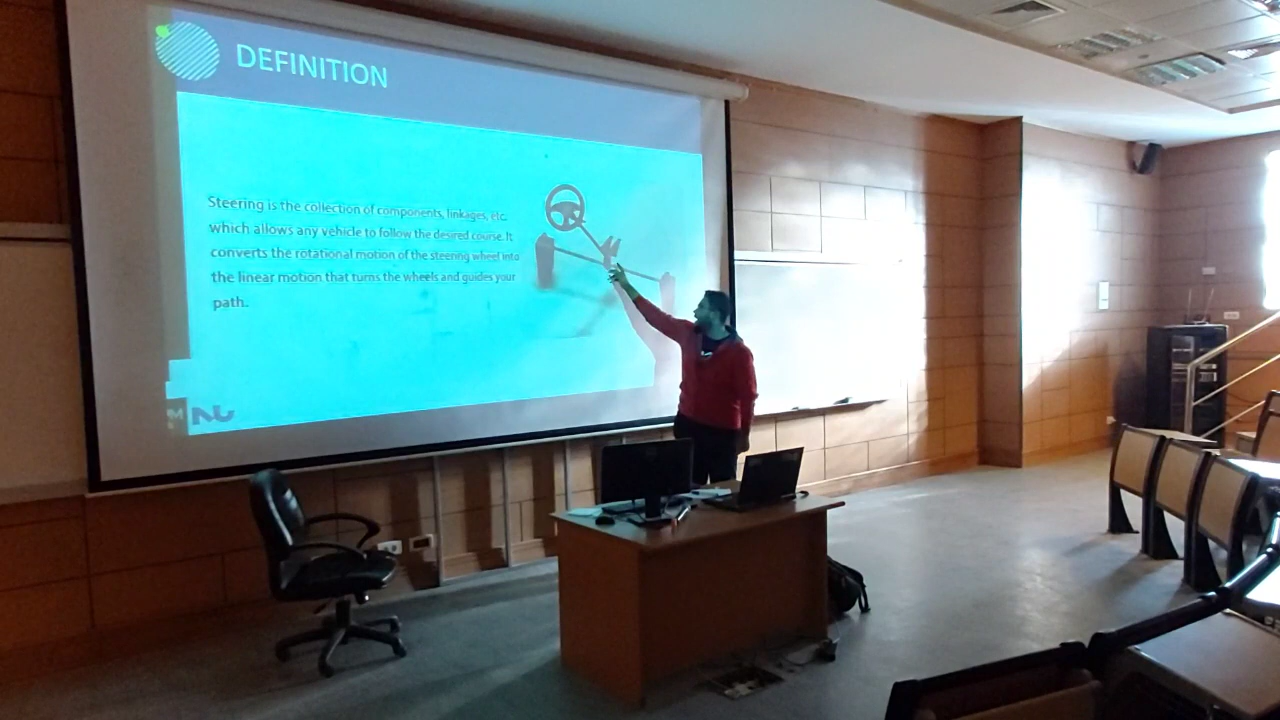 DEFINITION
Steering is the collection of components, linkages, etc.
which allows any vehicle to follow the desired course. It
converts the rotational motion of the steering wheel into
the linear motion that turns the wheels and guides your
path.
M NU